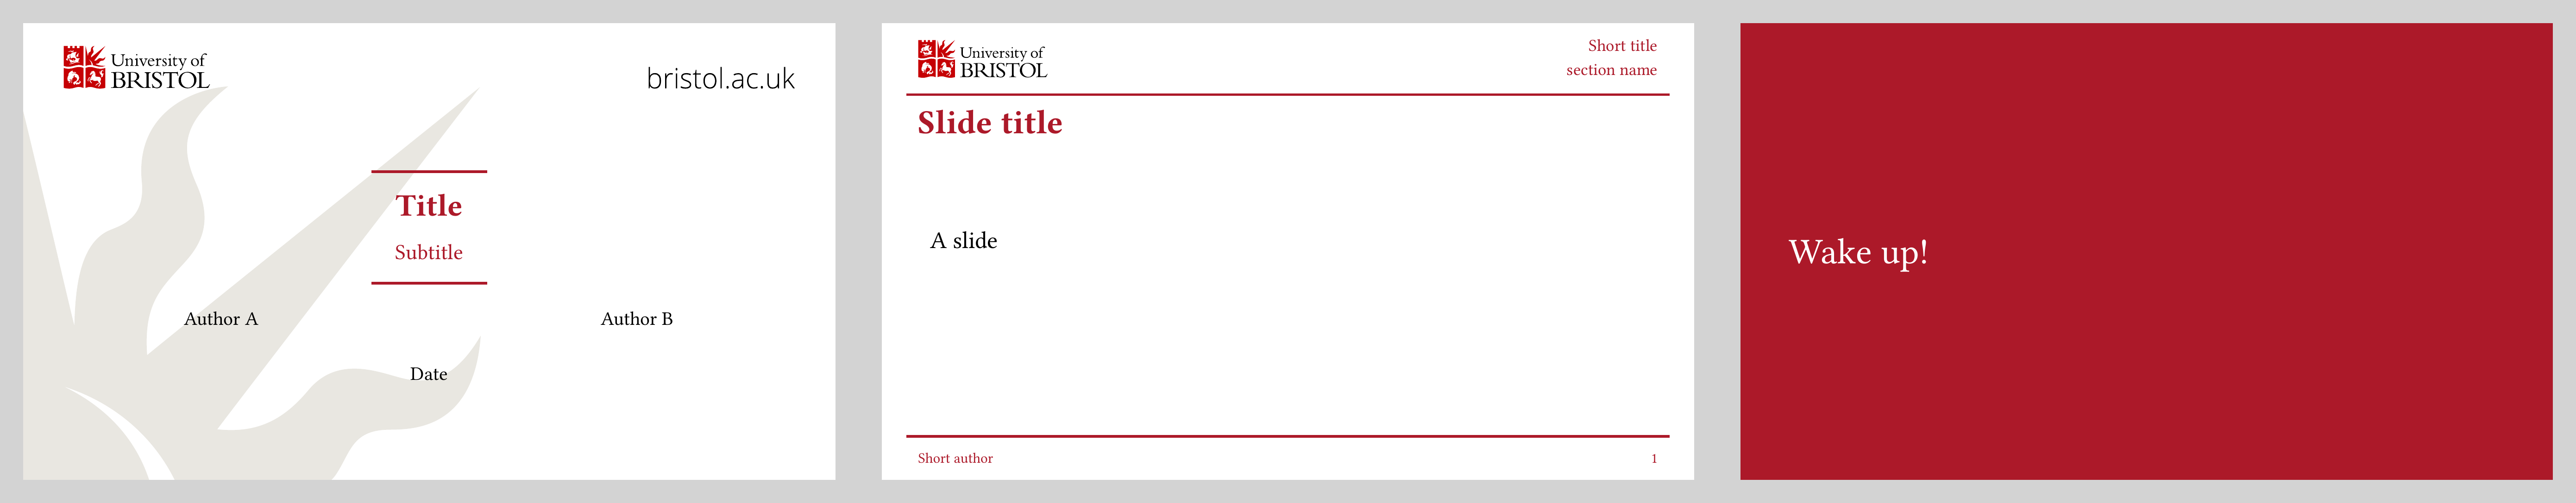 University of
BRISTOL
bristol.ac.uk
Title
Subtitle
Author A
Author B
Date
University of
BRISTOL
Short title
section name
Slide title
A slide
Short author
1
Wake up!